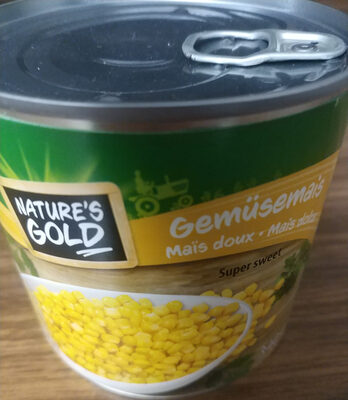 NATURE'S
GOLD
Gemüsemais
Maïs doux • Mais dolce
Super sweet